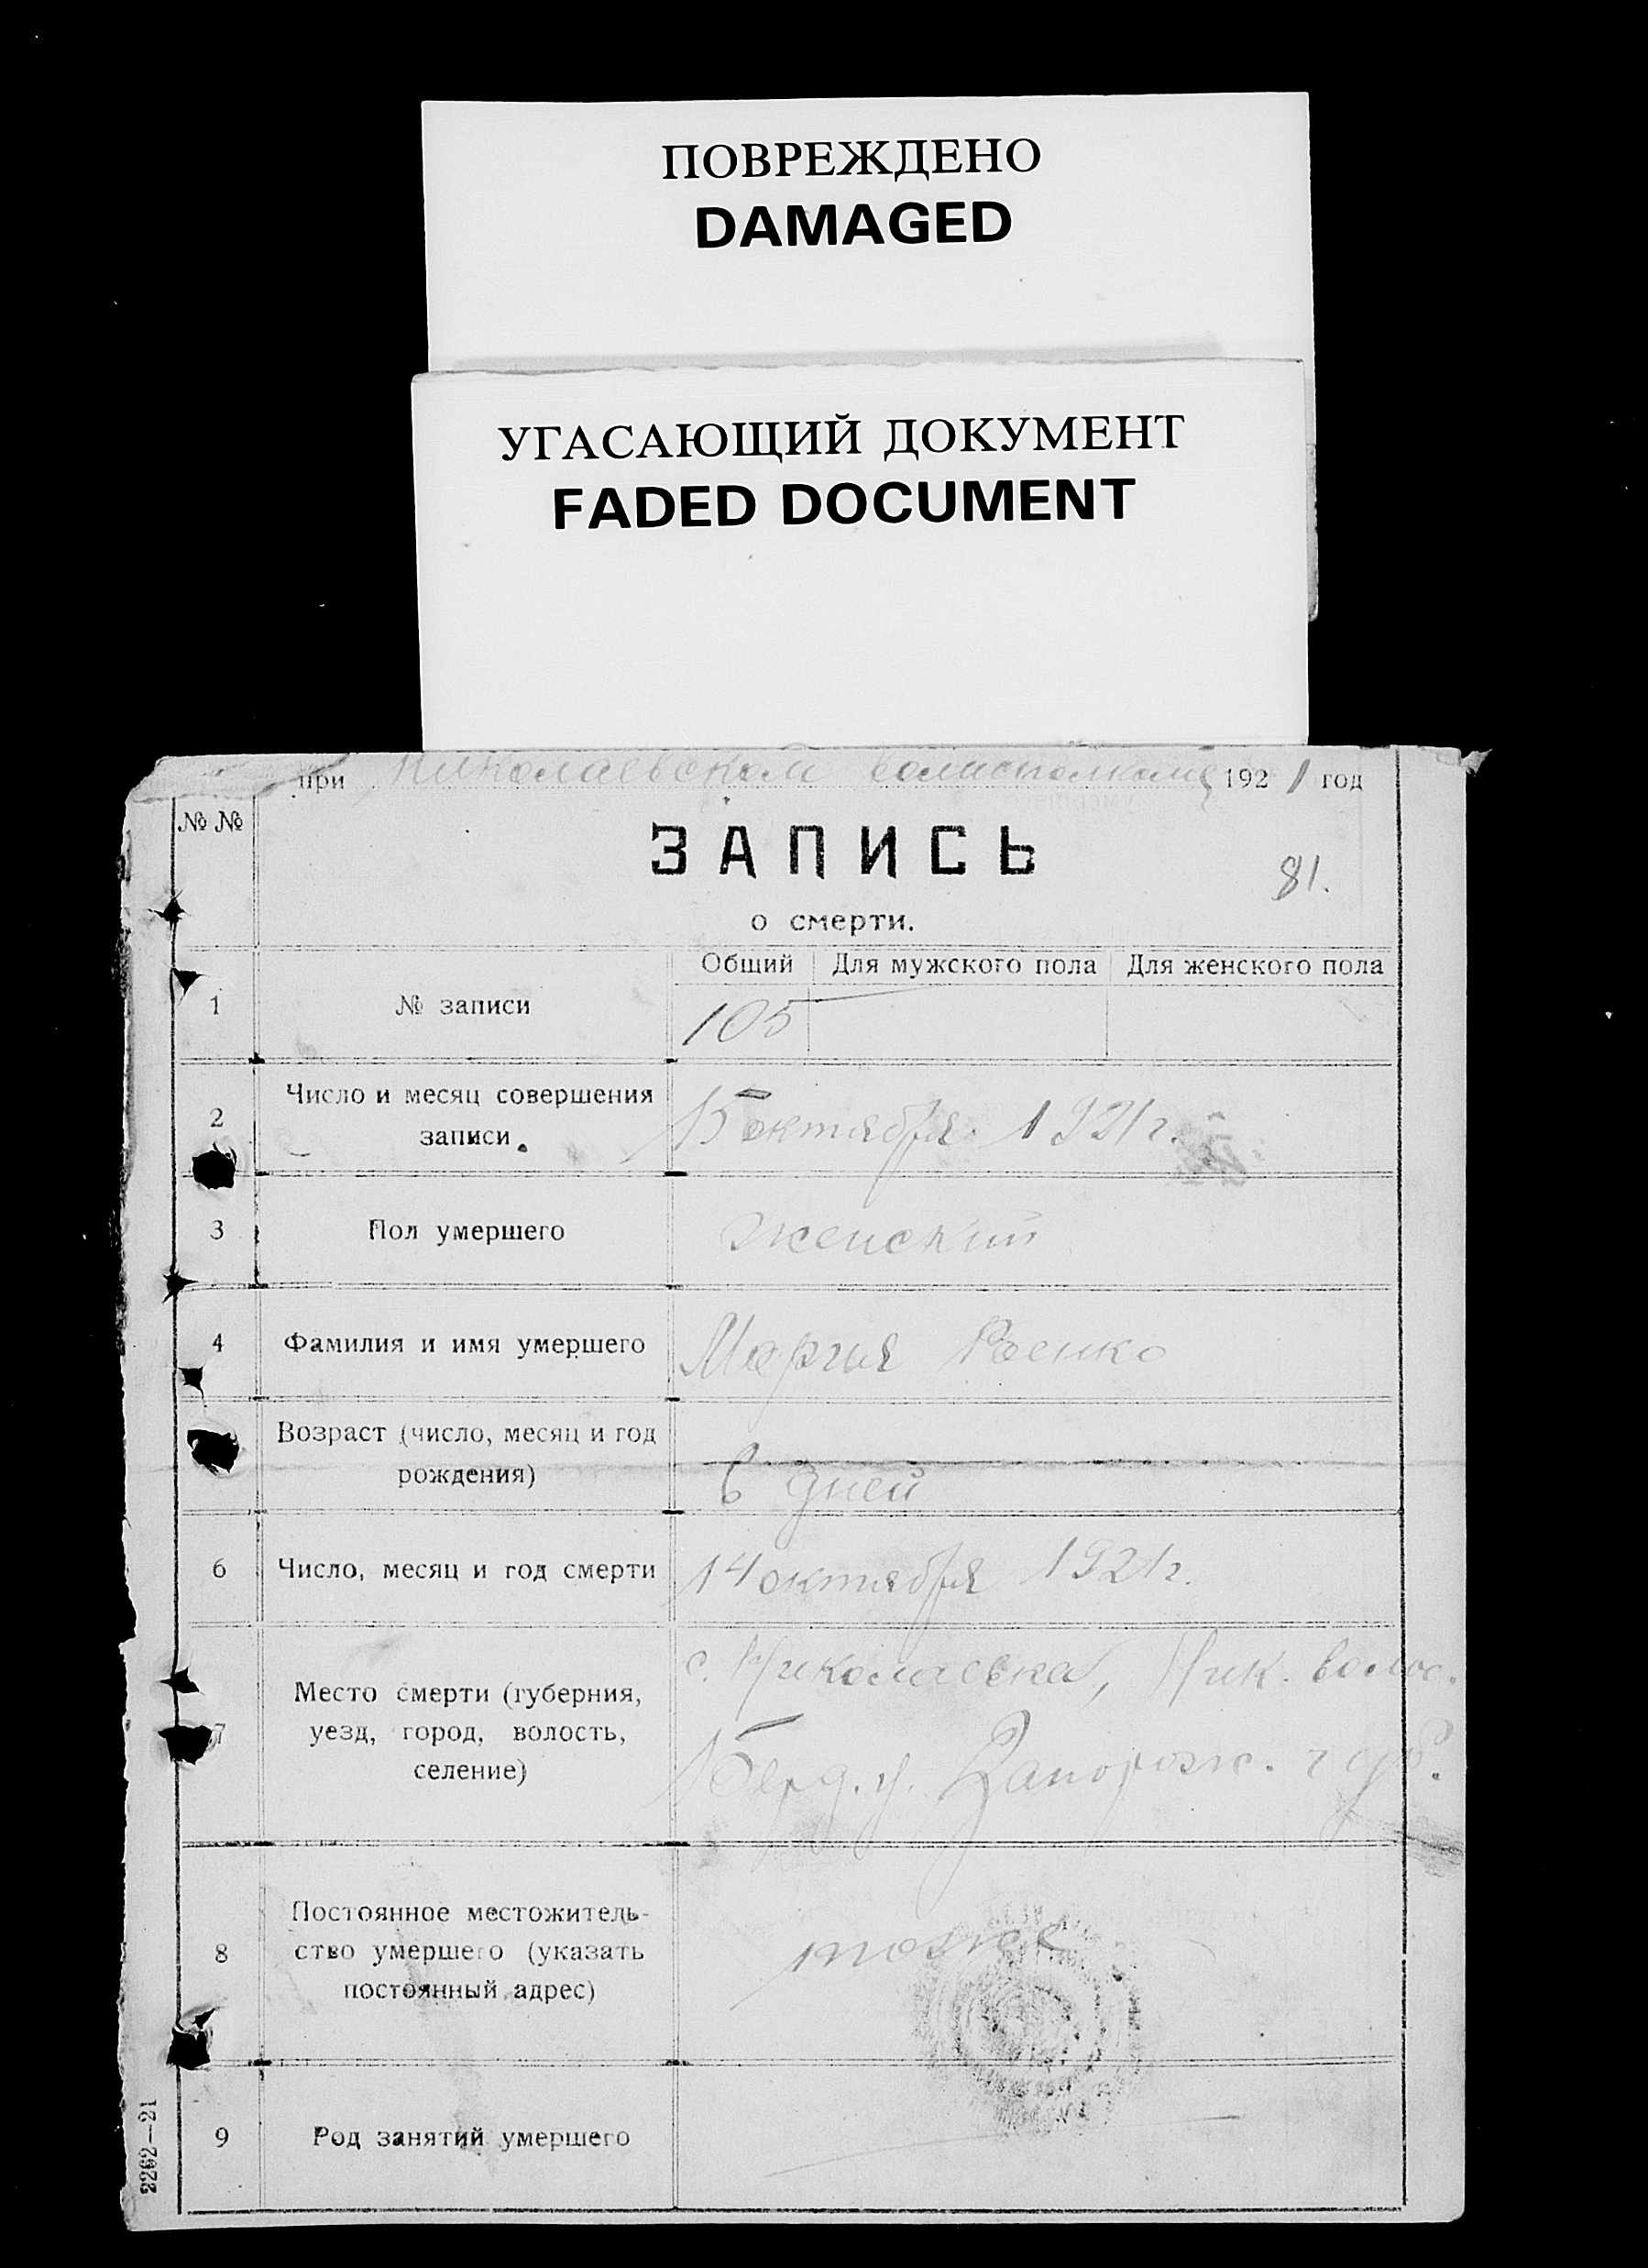 ПОВРЕЖДЕНО
DAMAGED
УГАСАЮЩИЙ ДОКУМЕНТ
FADED DOCUMENT
при Николаевском волисполкоме 1921 год
№ №
ЗАПИСЬ
81.
о смерти.
Общий Для мужского пола Для женского пола
1 № записи 105
2 Число и месяц совершения
записи. 15 октября 1921 г.
3 Пол умершего женский
4 Фамилия и имя умершего Мария Раенко
Возраст (число, месяц и год
рождения) 6 дней
6 Число, месяц и год смерти 14 октября 1921 г.
с. Николаевка, Ник. волос.
Место смерти (губерния,
7 уезд, город, волость,
Берд. у. Запорож. губ.
селение)
Постоянное местожитель-
8 ство умершего (указать тоже
постоянный адрес)
9 Род занятий умершего
2262—21